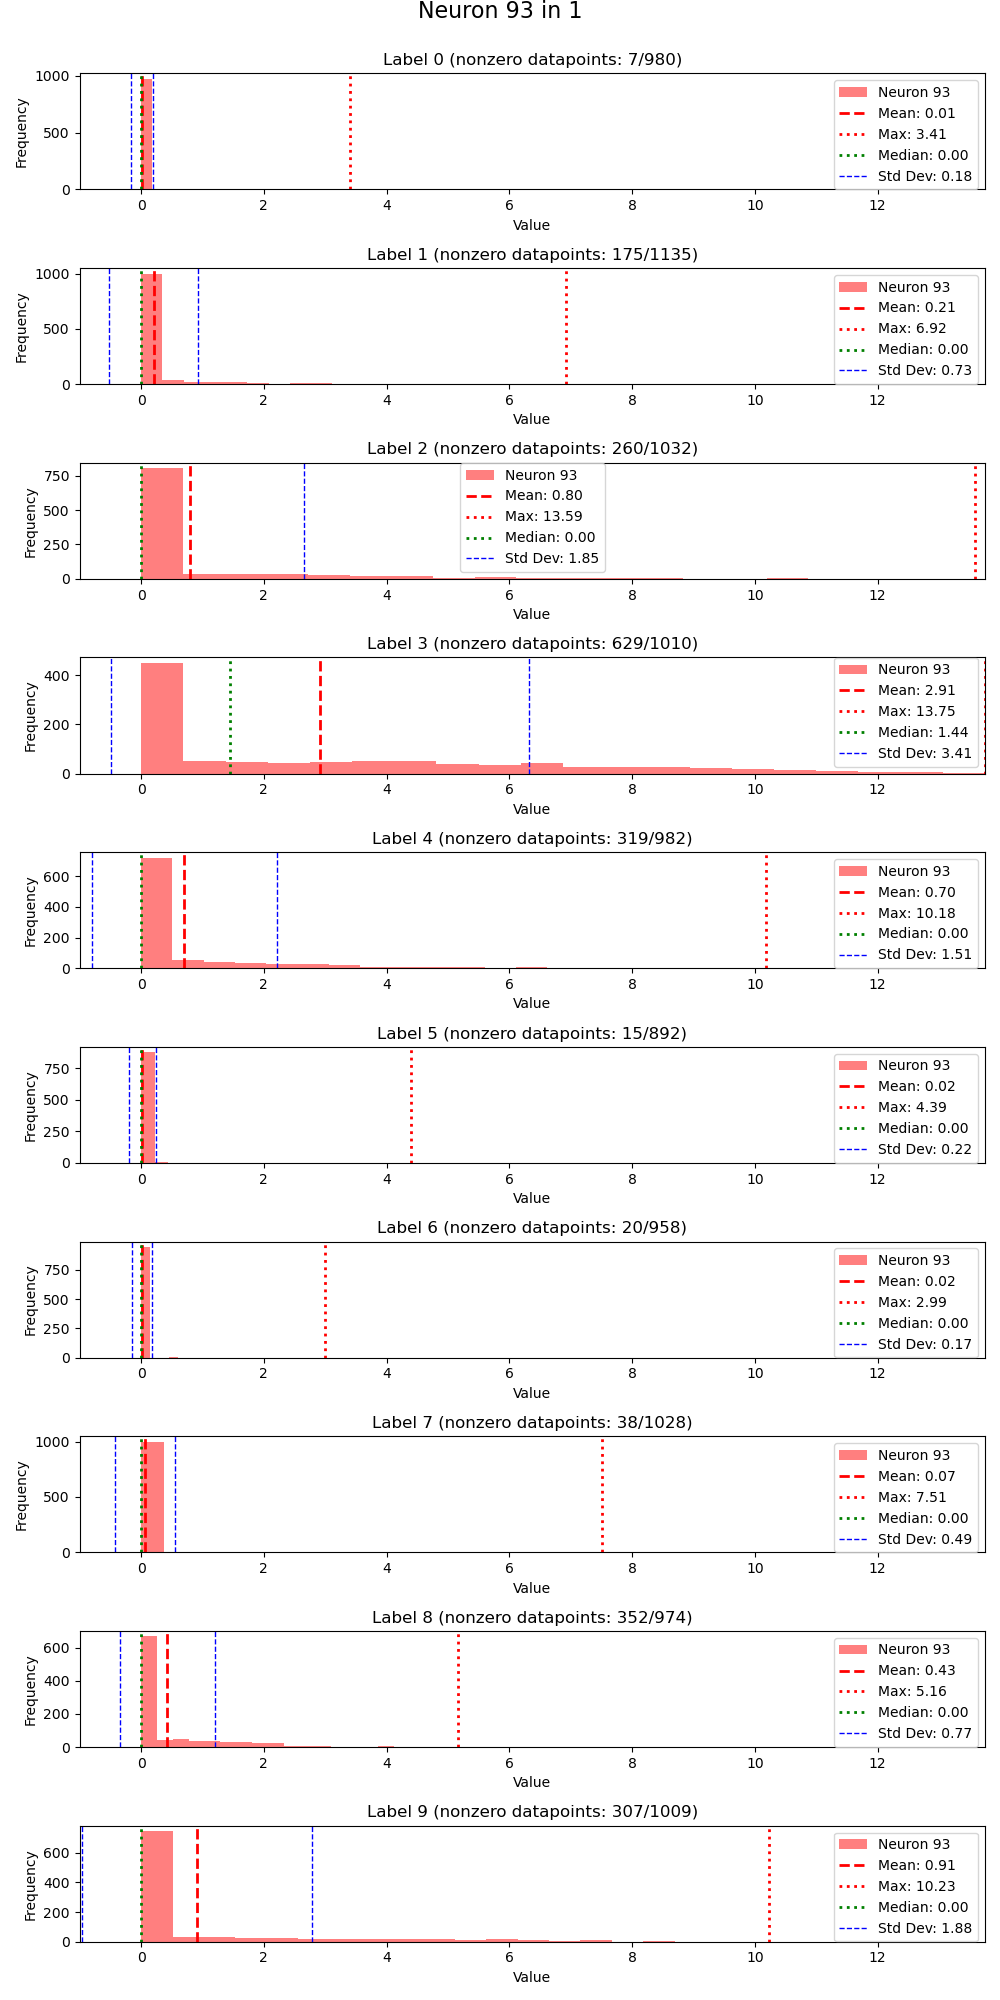 Neuron 93 in 1
Label 0 (nonzero datapoints: 7/980)
Frequency
1000
500
0
Neuron 93
Mean: 0.01
Max: 3.41
Median: 0.00
Std Dev: 0.18
0 2 4 6 8 10 12
Value
Label 1 (nonzero datapoints: 175/1135)
Frequency
1000
500
0
Neuron 93
Mean: 0.21
Max: 6.92
Median: 0.00
Std Dev: 0.73
0 2 4 6 8 10 12
Value
Label 2 (nonzero datapoints: 260/1032)
Frequency
750
500
250
0
Neuron 93
Mean: 0.80
Max: 13.59
Median: 0.00
Std Dev: 1.85
0 2 4 6 8 10 12
Value
Label 3 (nonzero datapoints: 629/1010)
Frequency
400
200
0
Neuron 93
Mean: 2.91
Max: 13.75
Median: 1.44
Std Dev: 3.41
0 2 4 6 8 10 12
Value
Label 4 (nonzero datapoints: 319/982)
Frequency
600
400
200
0
Neuron 93
Mean: 0.70
Max: 10.18
Median: 0.00
Std Dev: 1.51
0 2 4 6 8 10 12
Value
Label 5 (nonzero datapoints: 15/892)
Frequency
750
500
250
0
Neuron 93
Mean: 0.02
Max: 4.39
Median: 0.00
Std Dev: 0.22
0 2 4 6 8 10 12
Value
Label 6 (nonzero datapoints: 20/958)
Frequency
750
500
250
0
Neuron 93
Mean: 0.02
Max: 2.99
Median: 0.00
Std Dev: 0.17
0 2 4 6 8 10 12
Value
Label 7 (nonzero datapoints: 38/1028)
Frequency
1000
500
0
Neuron 93
Mean: 0.07
Max: 7.51
Median: 0.00
Std Dev: 0.49
0 2 4 6 8 10 12
Value
Label 8 (nonzero datapoints: 352/974)
Frequency
600
400
200
0
Neuron 93
Mean: 0.43
Max: 5.16
Median: 0.00
Std Dev: 0.77
0 2 4 6 8 10 12
Value
Label 9 (nonzero datapoints: 307/1009)
Frequency
600
400
200
0
Neuron 93
Mean: 0.91
Max: 10.23
Median: 0.00
Std Dev: 1.88
0 2 4 6 8 10 12
Value